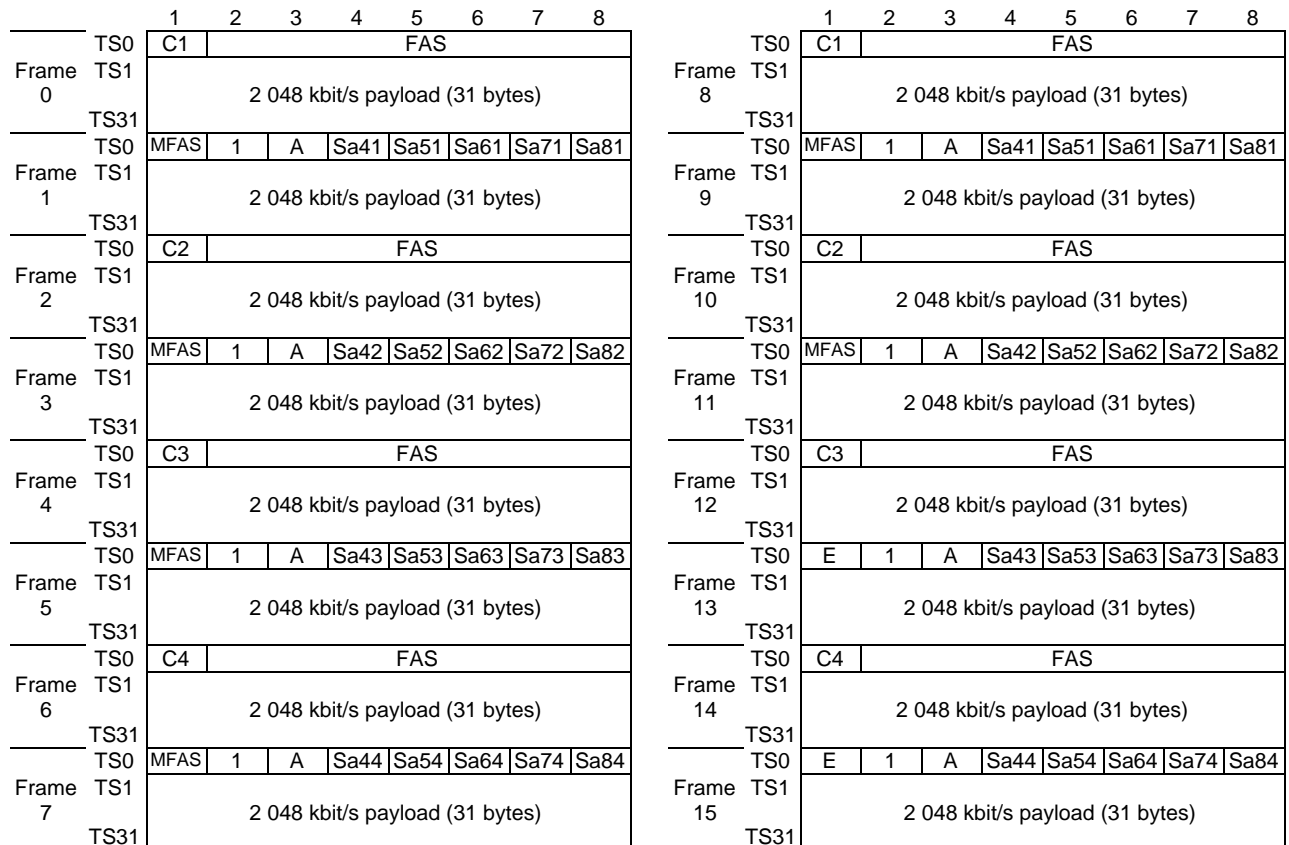 1 2 3 4 5 6 7 8
TS0 C1 FAS
Frame 0 TS1
2 048 kbit/s payload (31 bytes)
TS31
TS0 MFAS 1 A Sa41 Sa51 Sa61 Sa71 Sa81
Frame 1 TS1
2 048 kbit/s payload (31 bytes)
TS31
TS0 C2 FAS
Frame 2 TS1
2 048 kbit/s payload (31 bytes)
TS31
TS0 MFAS 1 A Sa42 Sa52 Sa62 Sa72 Sa82
Frame 3 TS1
2 048 kbit/s payload (31 bytes)
TS31
TS0 C3 FAS
Frame 4 TS1
2 048 kbit/s payload (31 bytes)
TS31
TS0 MFAS 1 A Sa43 Sa53 Sa63 Sa73 Sa83
Frame 5 TS1
2 048 kbit/s payload (31 bytes)
TS31
TS0 C4 FAS
Frame 6 TS1
2 048 kbit/s payload (31 bytes)
TS31
TS0 MFAS 1 A Sa44 Sa54 Sa64 Sa74 Sa84
Frame 7 TS1
2 048 kbit/s payload (31 bytes)
TS31
1 2 3 4 5 6 7 8
TS0 C1 FAS
Frame 8 TS1
2 048 kbit/s payload (31 bytes)
TS31
TS0 MFAS 1 A Sa41 Sa51 Sa61 Sa71 Sa81
Frame 9 TS1
2 048 kbit/s payload (31 bytes)
TS31
TS0 C2 FAS
Frame 10 TS1
2 048 kbit/s payload (31 bytes)
TS31
TS0 MFAS 1 A Sa42 Sa52 Sa62 Sa72 Sa82
Frame 11 TS1
2 048 kbit/s payload (31 bytes)
TS31
TS0 C3 FAS
Frame 12 TS1
2 048 kbit/s payload (31 bytes)
TS31
TS0 E 1 A Sa43 Sa53 Sa63 Sa73 Sa83
Frame 13 TS1
2 048 kbit/s payload (31 bytes)
TS31
TS0 C4 FAS
Frame 14 TS1
2 048 kbit/s payload (31 bytes)
TS31
TS0 E 1 A Sa44 Sa54 Sa64 Sa74 Sa84
Frame 15 TS1
2 048 kbit/s payload (31 bytes)
TS31